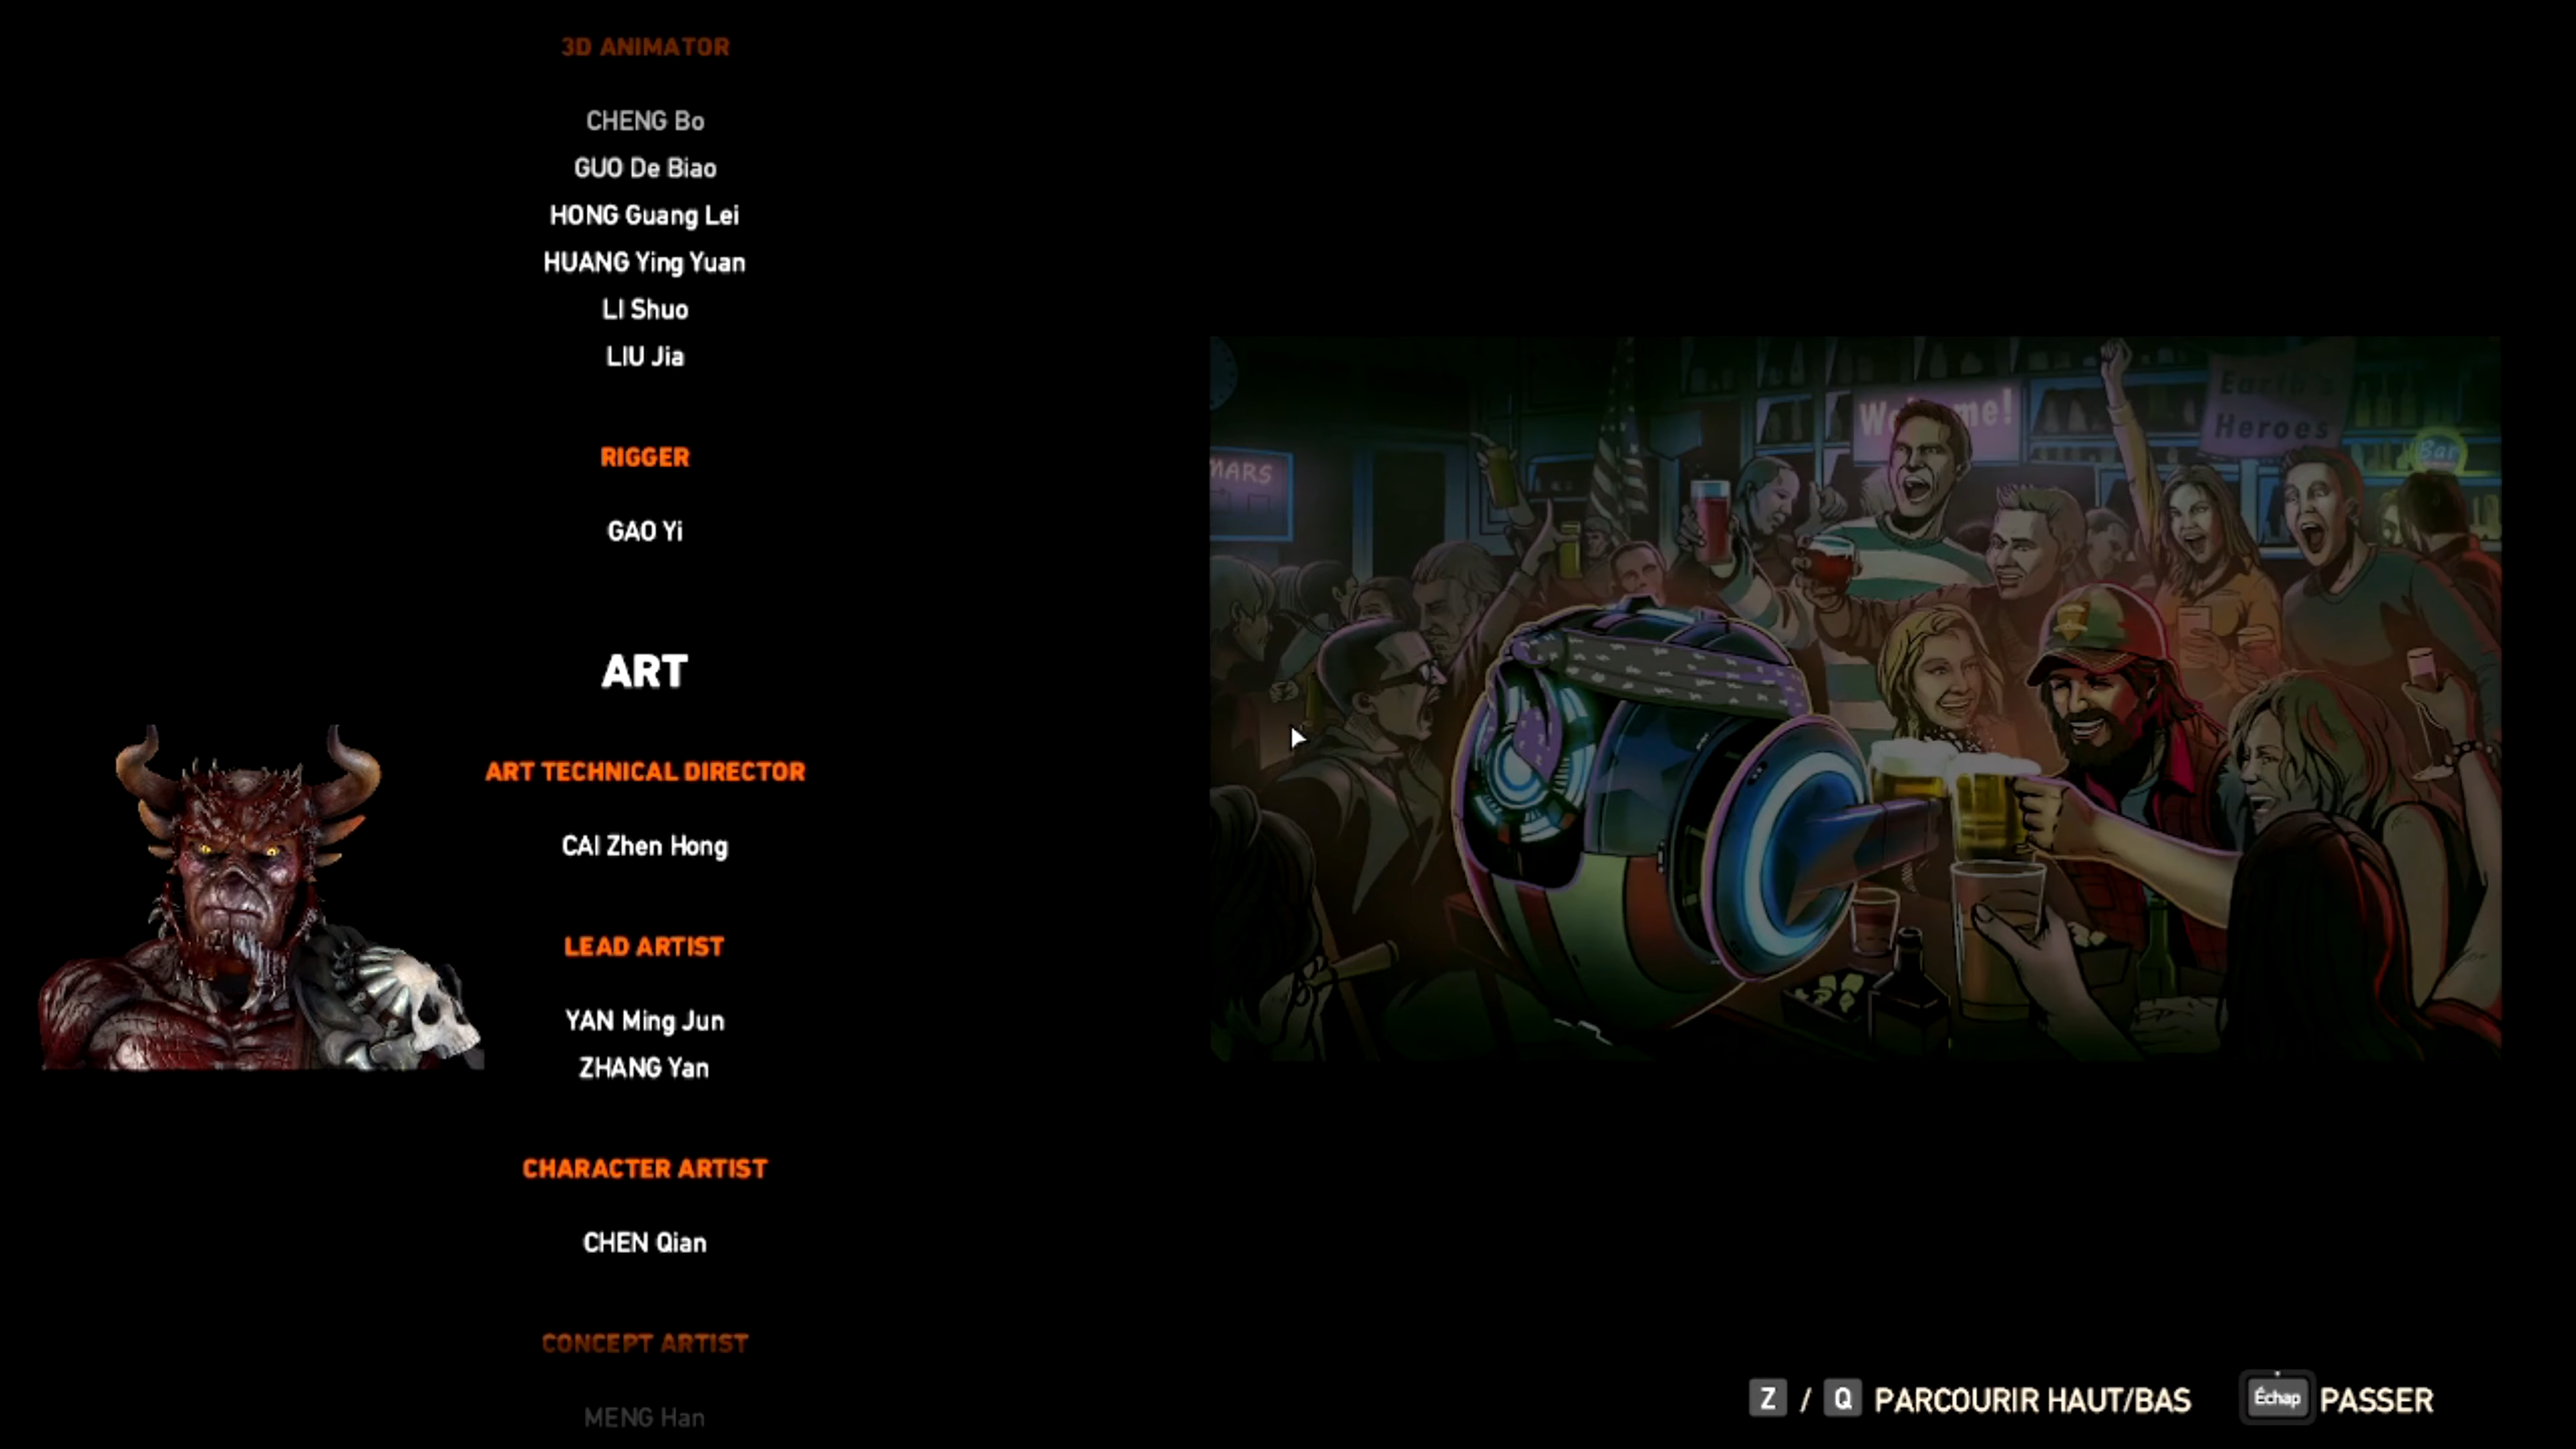 3D ANIMATOR
CHENG Bo
GUO De Biao
HONG Guang Lei
HUANG Ying Yuan
LI Shuo
LIU Jia
RIGGER
GAO Yi
ART
ART TECHNICAL DIRECTOR
CAI Zhen Hong
LEAD ARTIST
YAN Ming Jun
ZHANG Yan
CHARACTER ARTIST
CHEN Qian
CONCEPT ARTIST
MENG Han
MARS
Earth's
Heroes
Bar
Z / Q PARCOURIR HAUT/BAS
Échap PASSER